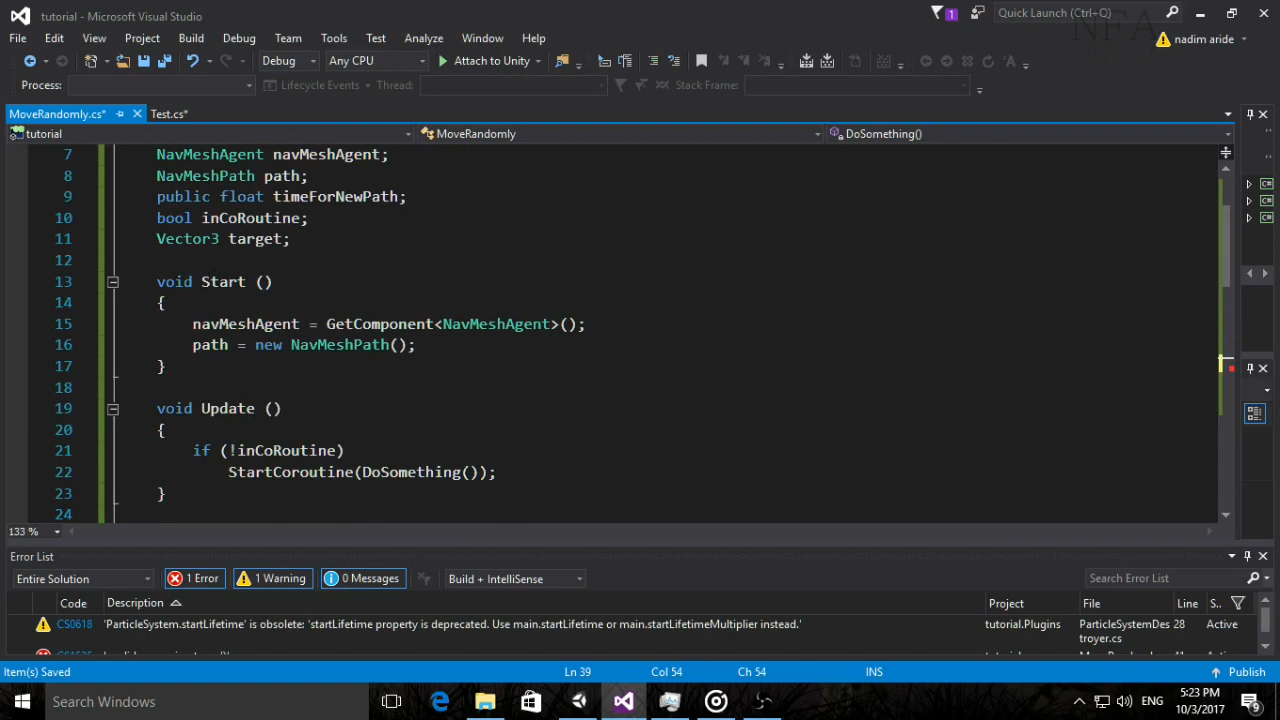 tutorial - Microsoft Visual Studio
1
Quick Launch (Ctrl+Q)
NFA
File Edit View Project Build Debug Team Tools Test Analyze Window Help
nadim aride
Debug Any CPU Attach to Unity
Process: Lifecycle Events Thread: Stack Frame:
MoveRandomly.cs* Test.cs*
tutorial MoveRandomly DoSomething()
7 NavMeshAgent navMeshAgent;
8 NavMeshPath path;
9 public float timeForNewPath;
10 bool inCoRoutine;
11 Vector3 target;
12
13 void Start ()
14 {
15 navMeshAgent = GetComponent<NavMeshAgent>();
16 path = new NavMeshPath();
17 }
18
19 void Update ()
20 {
21 if (!inCoRoutine)
22 StartCoroutine(DoSomething());
23 }
24
133 %
Error List
Entire Solution 1 Error 1 Warning 0 Messages Build + IntelliSense Search Error List
Code Description Project File Line S..
CS0618 'ParticleSystem.startLifetime' is obsolete: 'startLifetime property is deprecated. Use main.startLifetime or main.startLifetimeMultiplier instead.' tutorial.Plugins ParticleSystemDes 28 Active
troyer.cs
Item(s) Saved Ln 39 Col 54 Ch 54 INS Publish
Search Windows
ENG
5:23 PM
10/3/2017
9